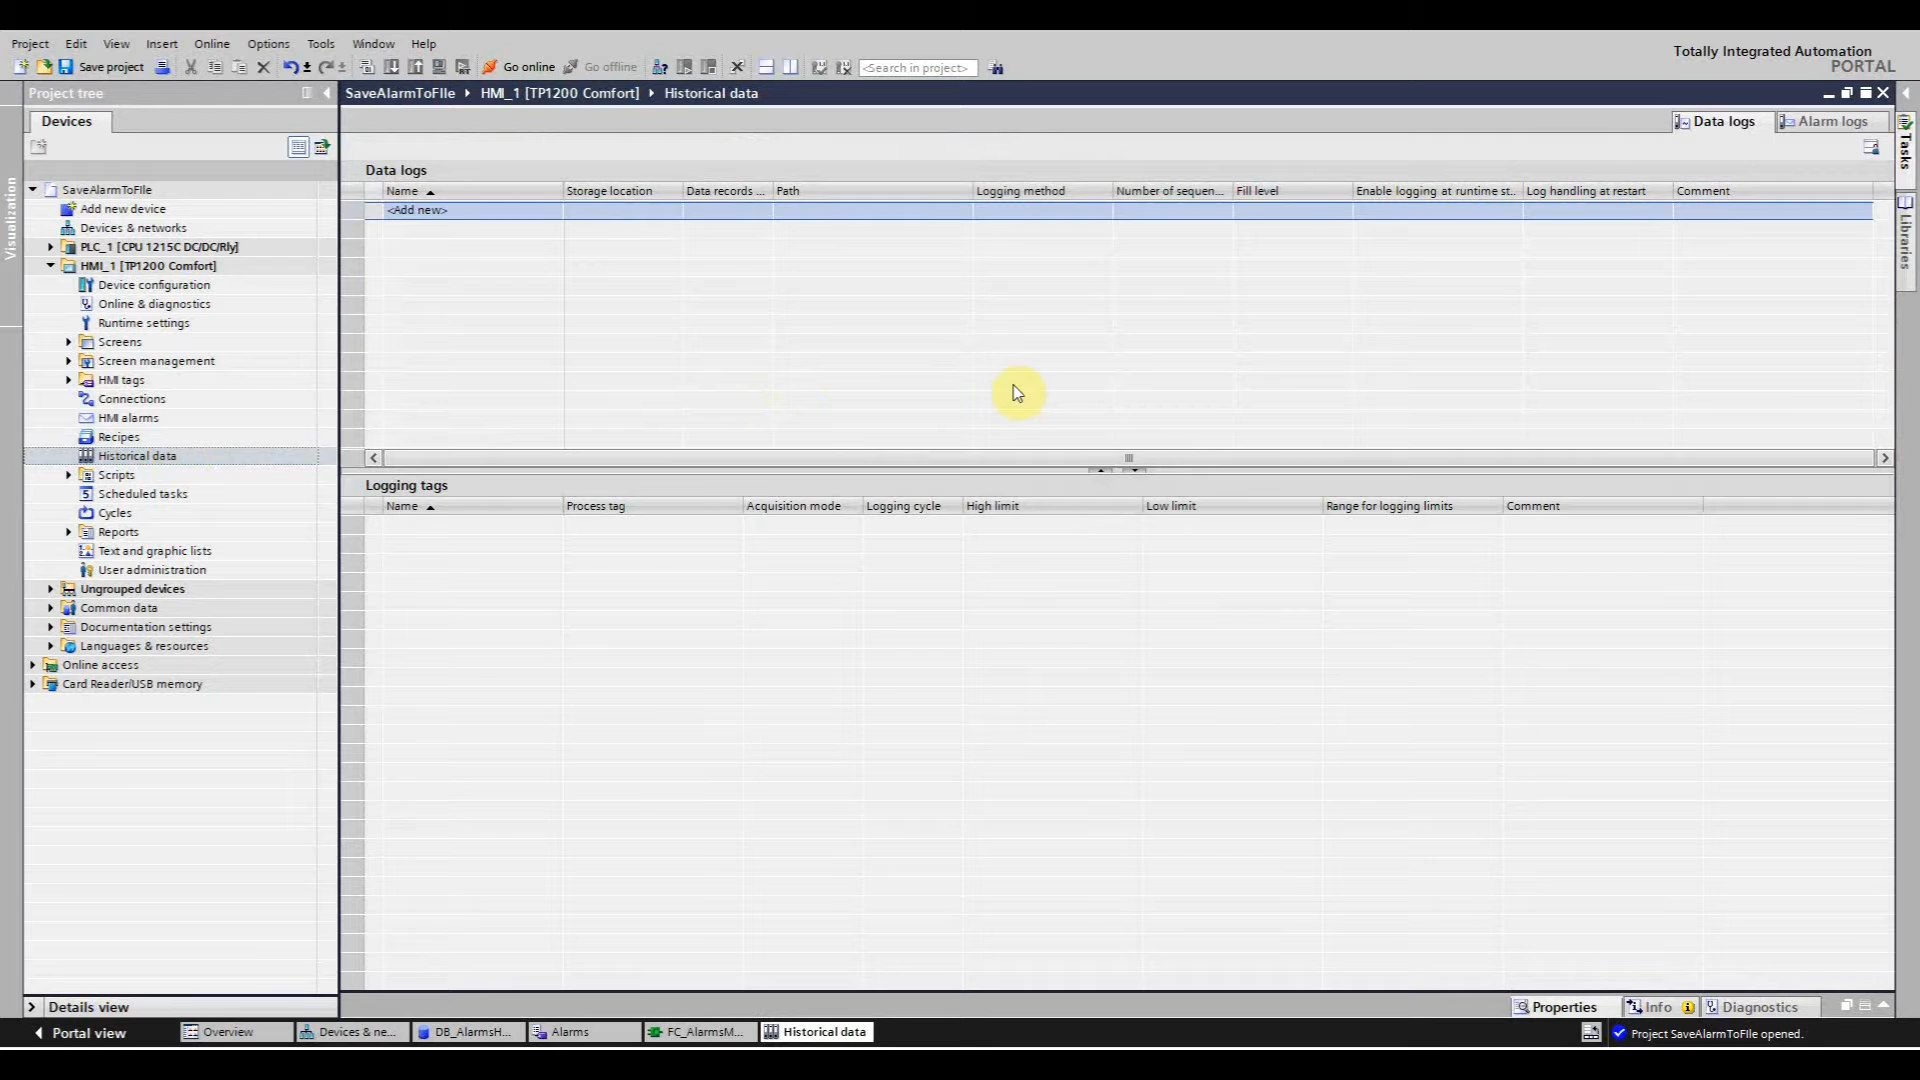 Project Edit View Insert Online Options Tools Window Help
Totally Integrated Automation
PORTAL
Save project Go online Go offline <Search in project>
Project tree SaveAlarmToFIle HMI_1 [TP1200 Comfort] Historical data
Devices Data logs Alarm logs
Visualization
Tasks
Libraries
SaveAlarmToFIle
Add new device
Devices & networks
PLC_1 [CPU 1215C DC/DC/Rly]
HMI_1 [TP1200 Comfort]
Device configuration
Online & diagnostics
Runtime settings
Screens
Screen management
HMI tags
Connections
HMI alarms
Recipes
Historical data
Scripts
Scheduled tasks
Cycles
Reports
Text and graphic lists
User administration
Ungrouped devices
Common data
Documentation settings
Languages & resources
Online access
Card Reader/USB memory
Details view
Data logs
Name Storage location Data records ... Path Logging method Number of sequen... Fill level Enable logging at runtime st.. Log handling at restart Comment
<Add new>
Logging tags
Name Process tag Acquisition mode Logging cycle High limit Low limit Range for logging limits Comment
Properties Info Diagnostics
Portal view Overview Devices & ne... DB_AlarmsH... Alarms FC_AlarmsM... Historical data Project SaveAlarmToFIle opened.